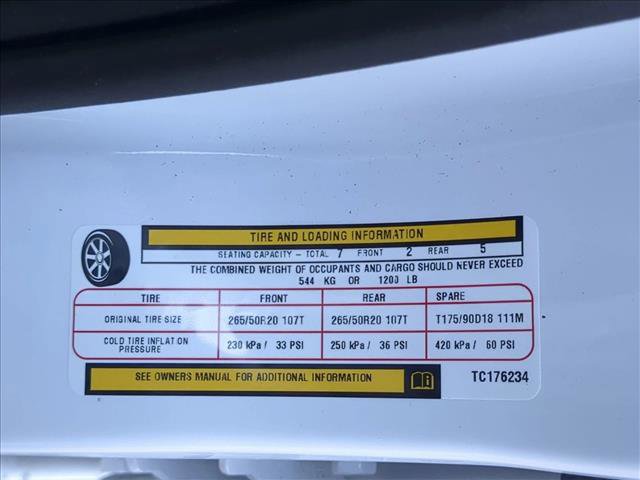 TIRE AND LOADING INFORMATION
SEATING CAPACITY - TOTAL 7 FRONT 2 REAR 5
THE COMBINED WEIGHT OF OCCUPANTS AND CARGO SHOULD NEVER EXCEED
544 KG OR 1200 LB
TIRE FRONT REAR SPARE
ORIGINAL TIRE SIZE 265/50R20 107T 265/50R20 107T T175/90D18 111M
COLD TIRE INFLATION PRESSURE 230 kPa / 33 PSI 250 kPa / 36 PSI 420 kPa / 60 PSI
SEE OWNERS MANUAL FOR ADDITIONAL INFORMATION TC176234